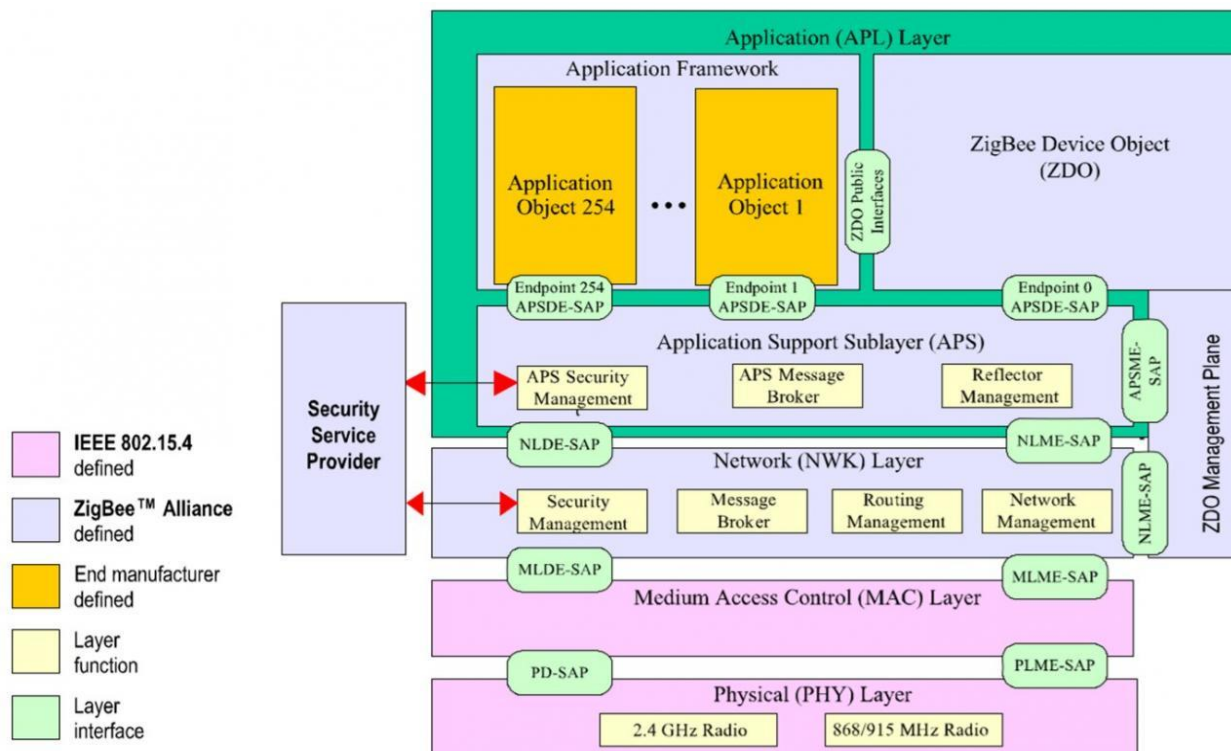 Application (APL) Layer
Application Framework
Application
Object 254
...
Application
Object 1
ZDO Public
Interfaces
ZigBee Device Object
(ZDO)
Endpoint 254
APSDE-SAP
Endpoint 1
APSDE-SAP
Endpoint 0
APSDE-SAP
Application Support Sublayer (APS)
APS Security
Management
APS Message
Broker
Reflector
Management
APSME-
SAP
Security
Service
Provider
NLDE-SAP
NLME-SAP
Network (NWK) Layer
Security
Management
Message
Broker
Routing
Management
Network
Management
NLME-SAP
ZDO Management Plane
MLDE-SAP
MLME-SAP
Medium Access Control (MAC) Layer
PD-SAP
PLME-SAP
Physical (PHY) Layer
2.4 GHz Radio
868/915 MHz Radio
IEEE 802.15.4
defined
ZigBee™ Alliance
defined
End manufacturer
defined
Layer
function
Layer
interface